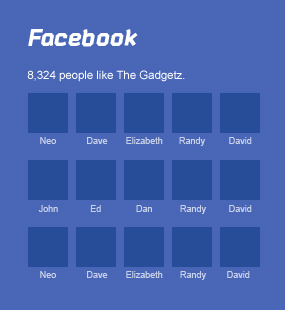 Facebook
8,324 people like The Gadgetz.
Neo Dave Elizabeth Randy David
John Ed Dan Randy David
Neo Dave Elizabeth Randy David